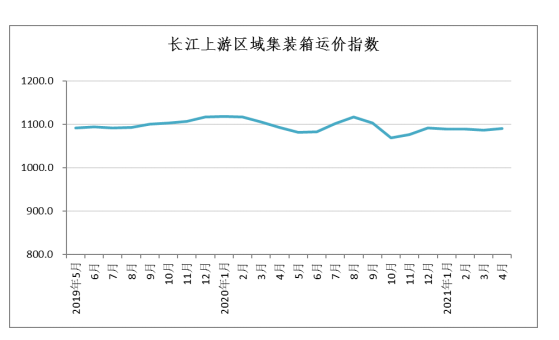 长江上游区域集装箱运价指数
1200.0
1100.0
1000.0
900.0
800.0
2019年5月
6月
7月
8月
9月
10月
11月
12月
2020年1月
2月
3月
4月
5月
6月
7月
8月
9月
10月
11月
12月
2021年1月
2月
3月
4月